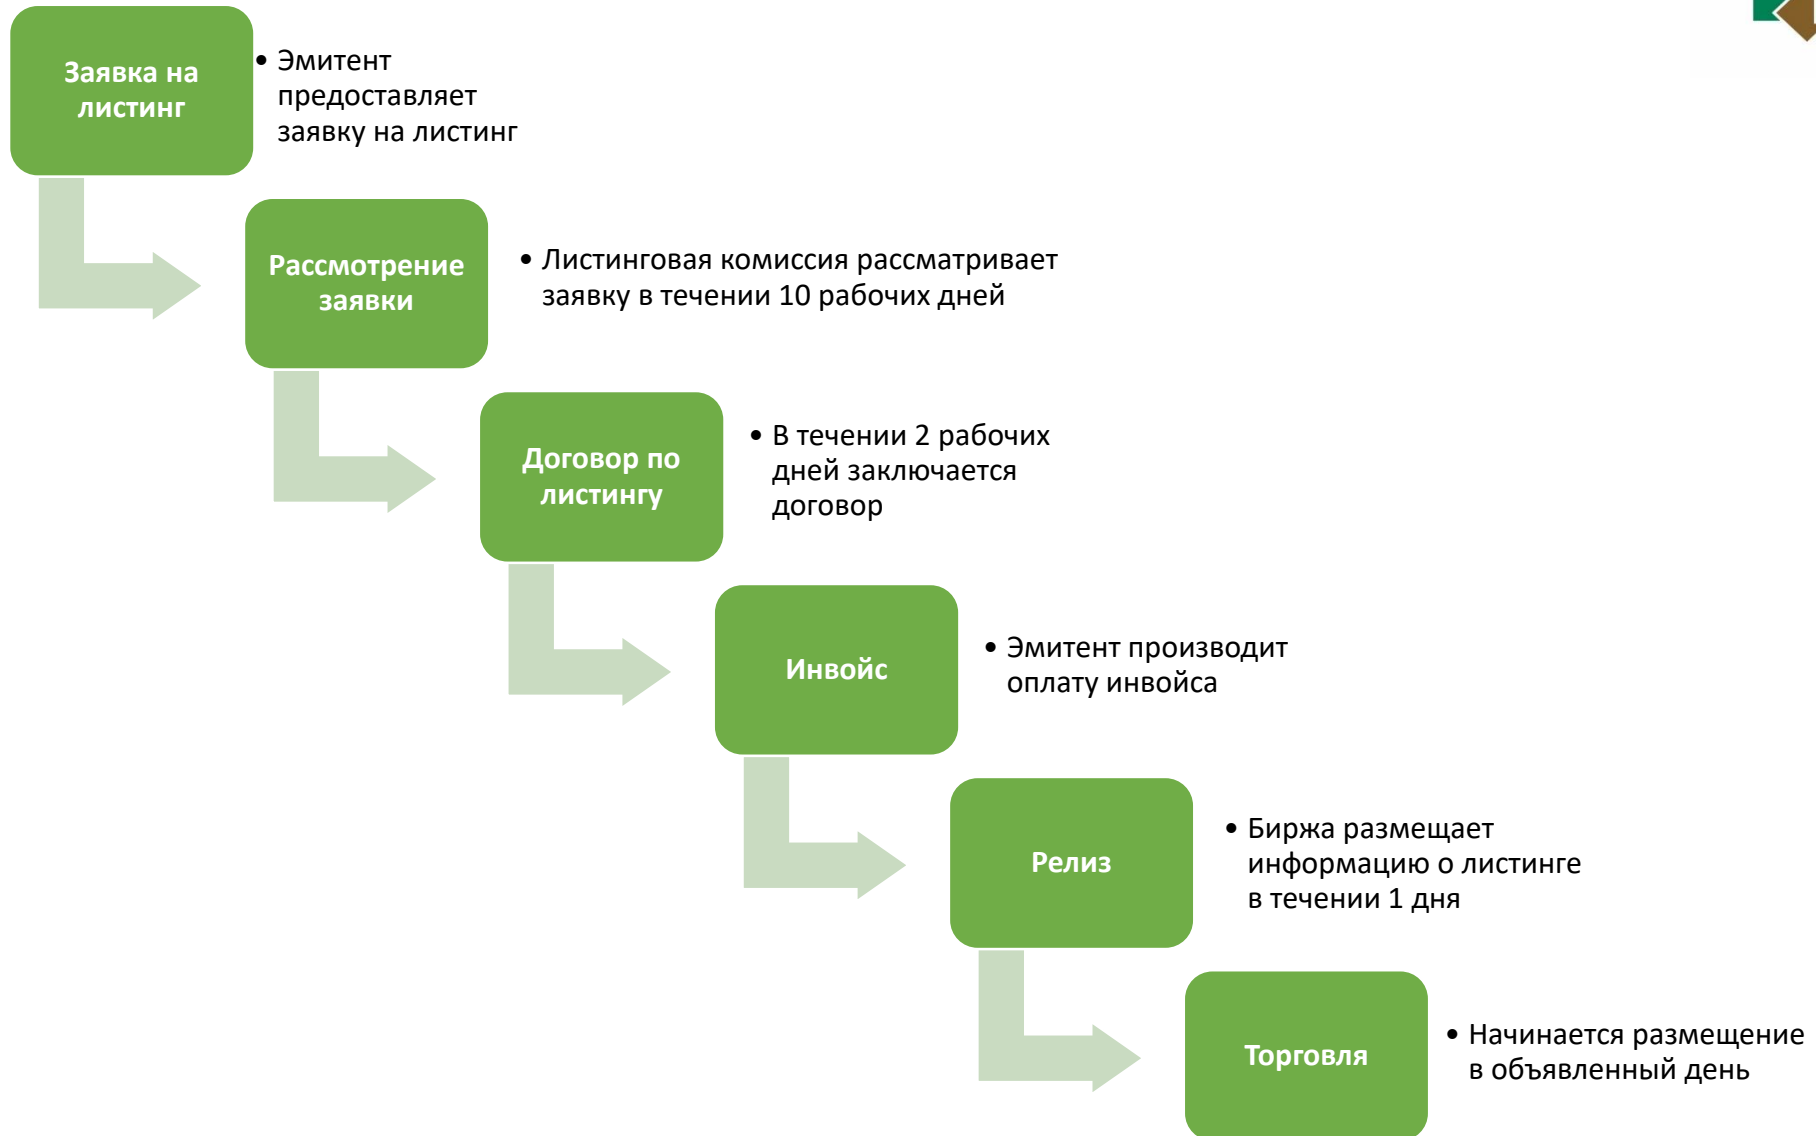 Заявка на
листинг
• Эмитент
предоставляет
заявку на листинг
Рассмотрение
заявки
• Листинговая комиссия рассматривает
заявку в течении 10 рабочих дней
Договор по
листингу
• В течении 2 рабочих
дней заключается
договор
Инвойс
• Эмитент производит
оплату инвойса
Релиз
• Биржа размещает
информацию о листинге
в течении 1 дня
Торговля
• Начинается размещение
в объявленный день